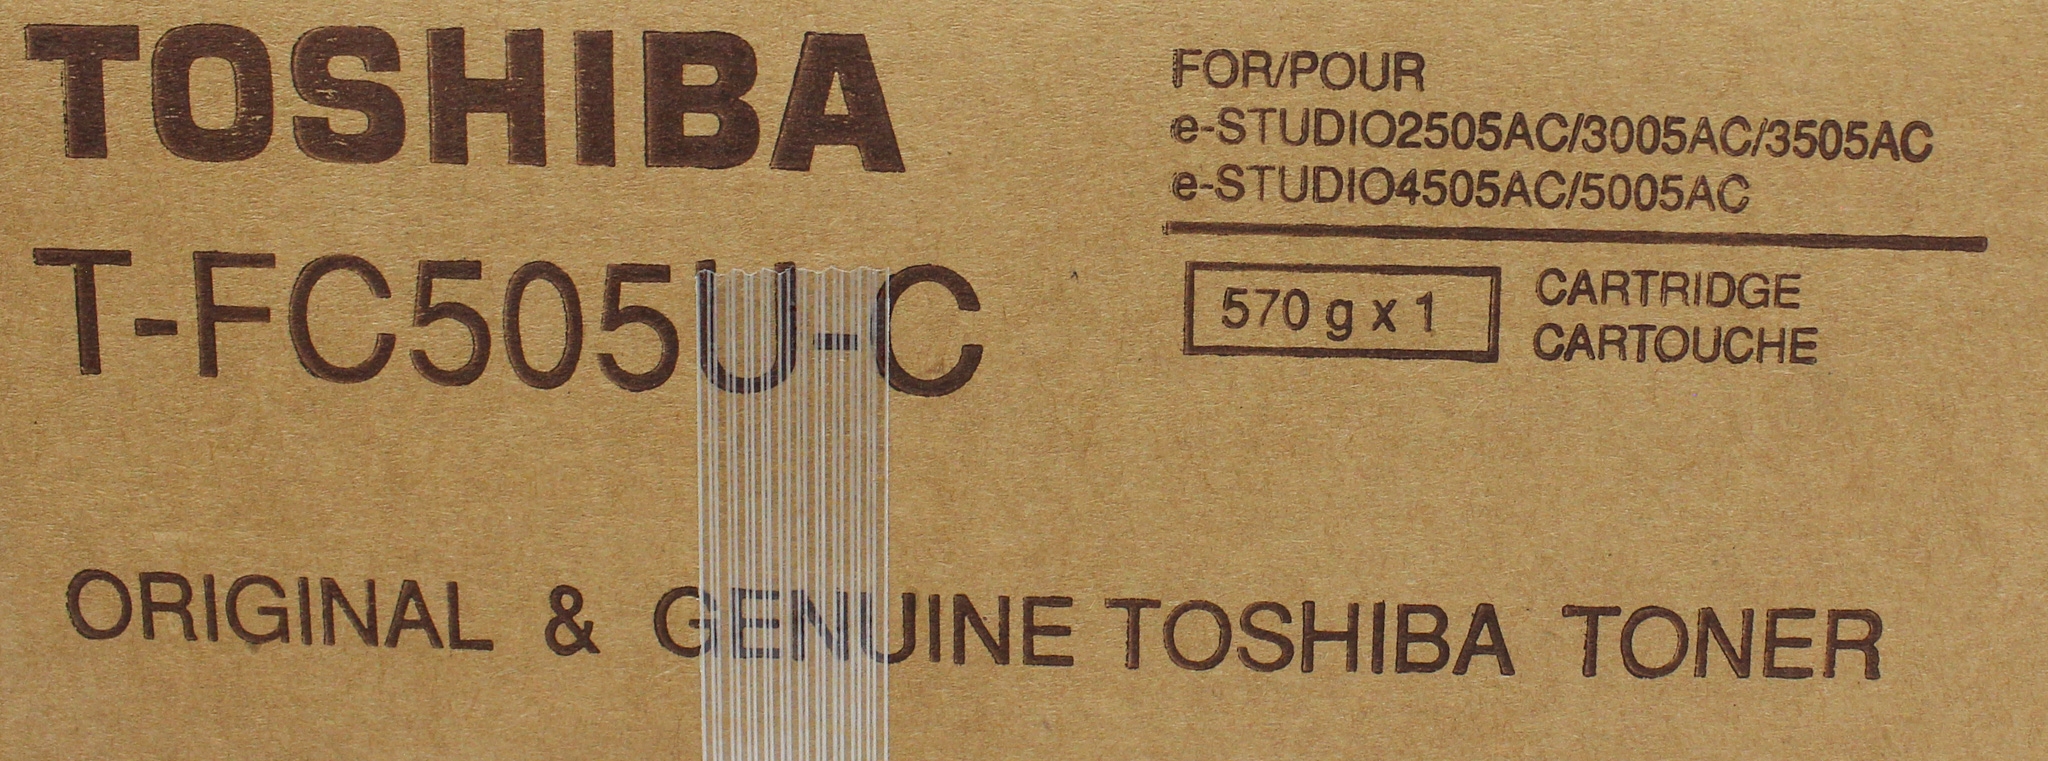 TOSHIBA
T-FC505U-C
FOR/POUR
e-STUDIO2505AC/3005AC/3505AC
e-STUDIO4505AC/5005AC
570 g x 1
CARTRIDGE
CARTOUCHE
ORIGINAL & GENUINE TOSHIBA TONER